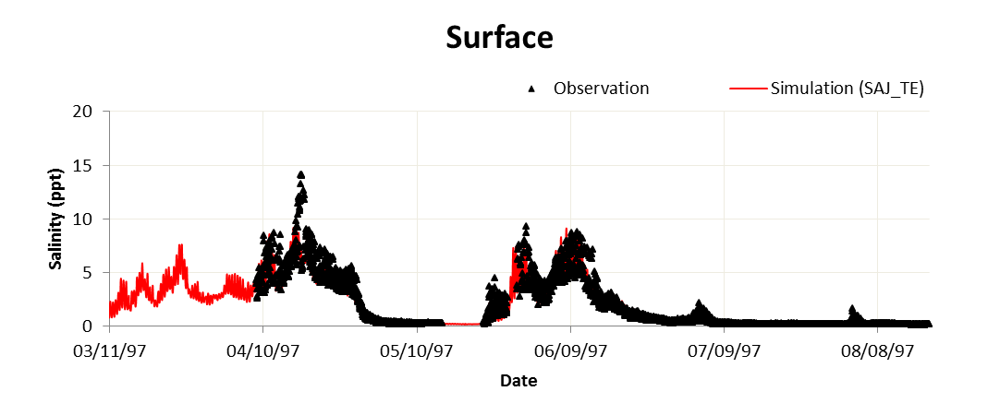 Surface
Observation
Simulation (SAJ_TE)
20
15
10
5
0
Salinity (ppt)
03/11/97
04/10/97
05/10/97
06/09/97
07/09/97
08/08/97
Date